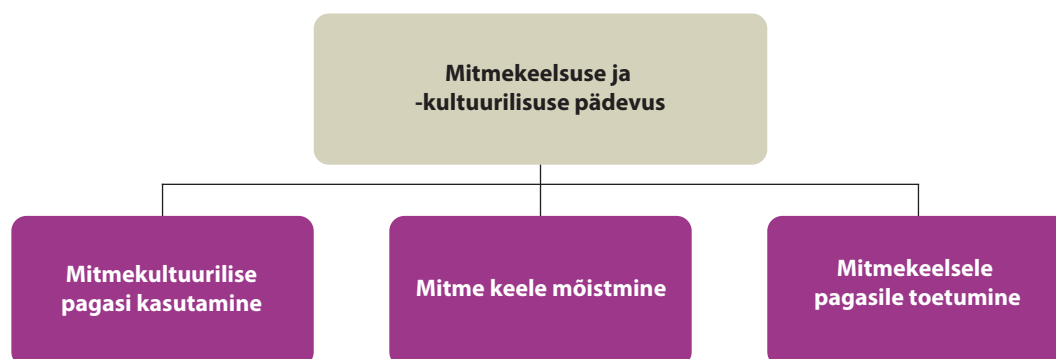 Mitmekeelsuse ja
-kultuurilisuse pädevus
Mitmekultuurilise
pagasi kasutamine
Mitme keele mõistmine
Mitmekeelsele
pagasile toetumine